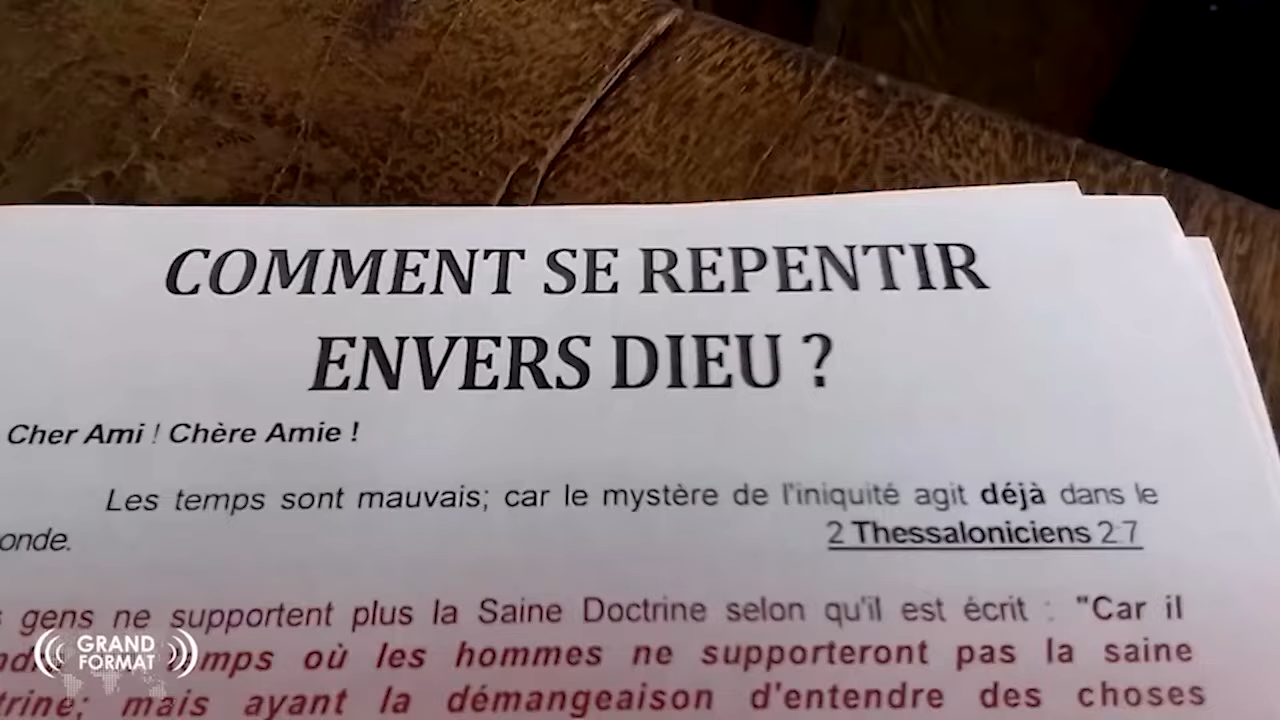 COMMENT SE REPENTIR
ENVERS DIEU ?
Cher Ami ! Chère Amie !
Les temps sont mauvais; car le mystère de l'iniquité agit déjà dans le
2 Thessaloniciens 2:7
gens ne supportent plus la Saine Doctrine selon qu'il est écrit : "Car il
où les hommes ne supporteront pas la saine
mais ayant la démangeaison d'entendre des choses
GRAND
FORMAT